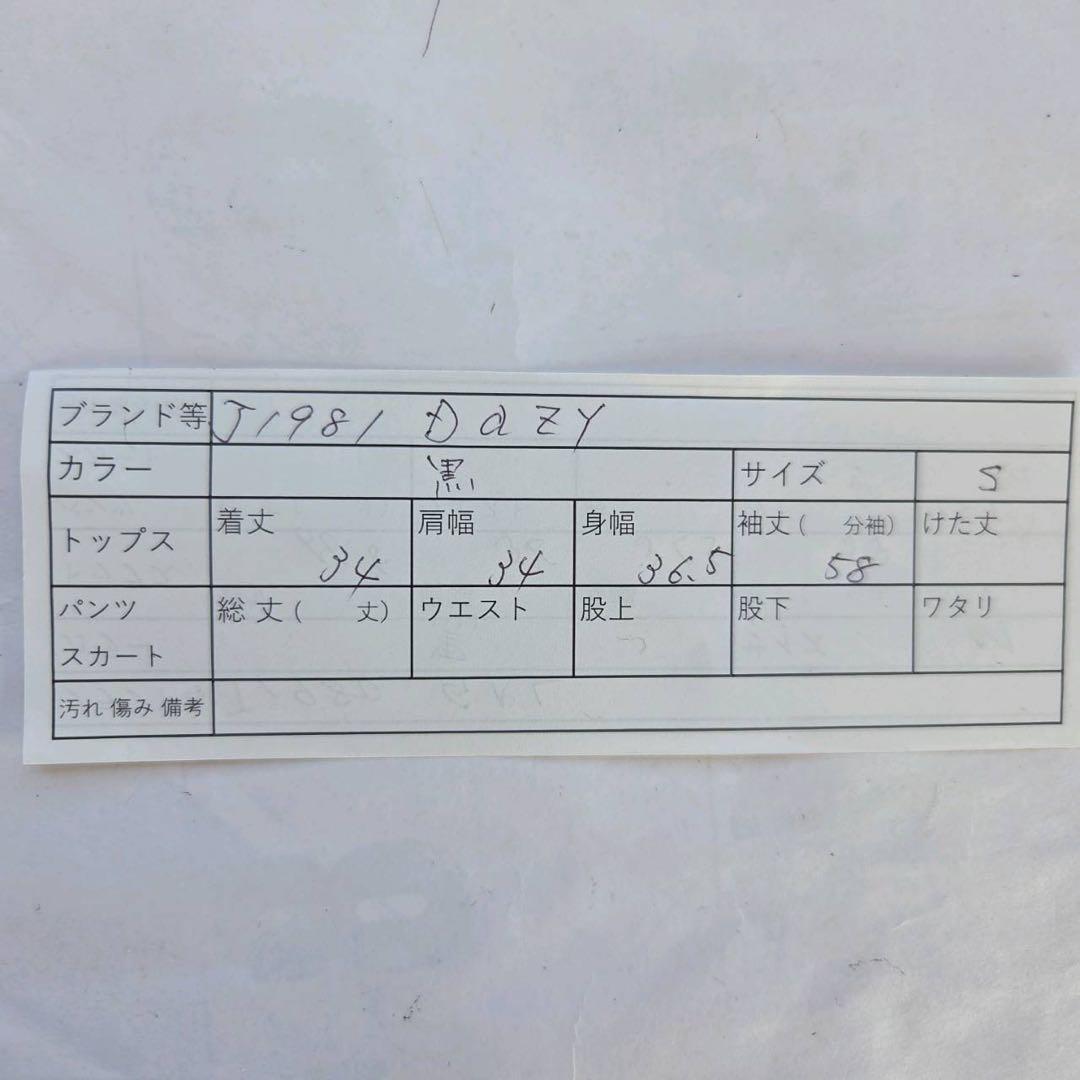 ブランド等 J1981 DaZY
カラー 黒 サイズ S
トップス 着丈 34 肩幅 34 身幅 36.5 袖丈( 分袖) 58 けた丈
パンツ スカート 総丈( 丈) ウエスト 股上 股下 ワタリ
汚れ 傷み 備考